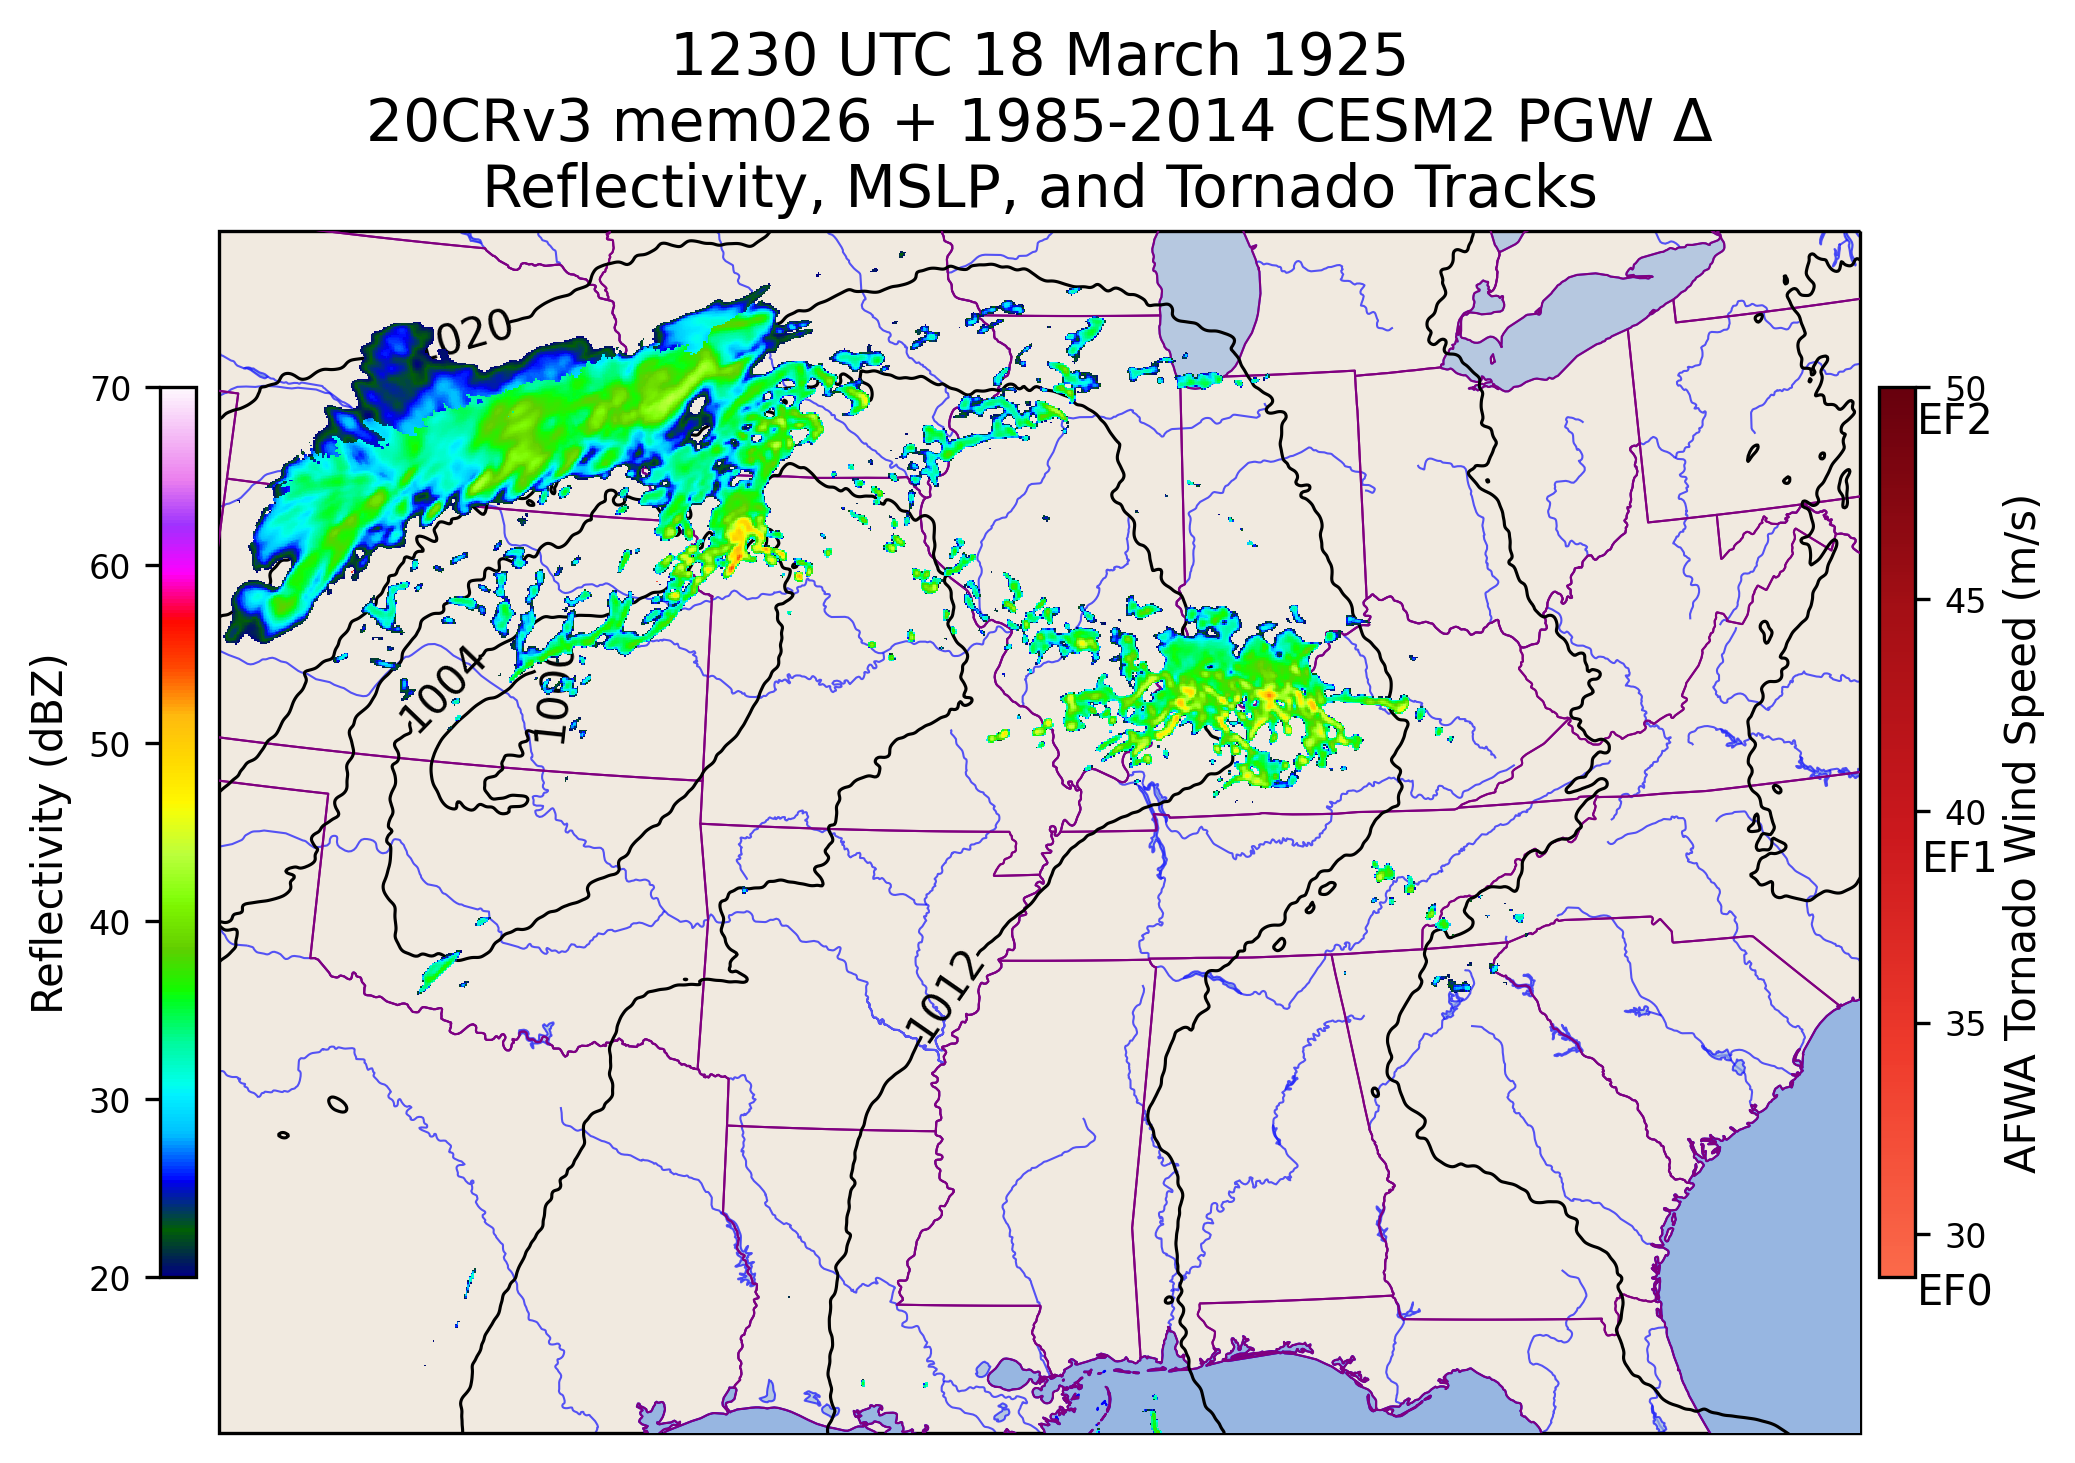 1230 UTC 18 March 1925
20CRv3 mem026 + 1985-2014 CESM2 PGW Δ
Reflectivity, MSLP, and Tornado Tracks
020
1004
1012
70
60
50
40
30
20
Reflectivity (dBZ)
50
EF2
45
40
EF1
35
30
EF0
AFWA Tornado Wind Speed (m/s)